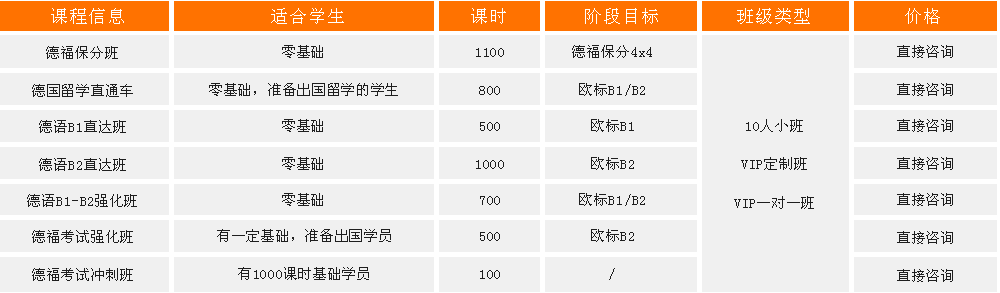 课程信息 适合学生 课时 阶段目标 班级类型 价格
德福保分班 零基础 1100 德福保分4x4 直接咨询
德国留学直通车 零基础，准备出国留学的学生 800 欧标B1/B2 直接咨询
德语B1直达班 零基础 500 欧标B1 10人小班 直接咨询
德语B2直达班 零基础 1000 欧标B2 VIP定制班 直接咨询
德语B1-B2强化班 零基础 700 欧标B1/B2 VIP一对一班 直接咨询
德福考试强化班 有一定基础，准备出国学员 500 欧标B2 直接咨询
德福考试冲刺班 有1000课时基础学员 100 / 直接咨询